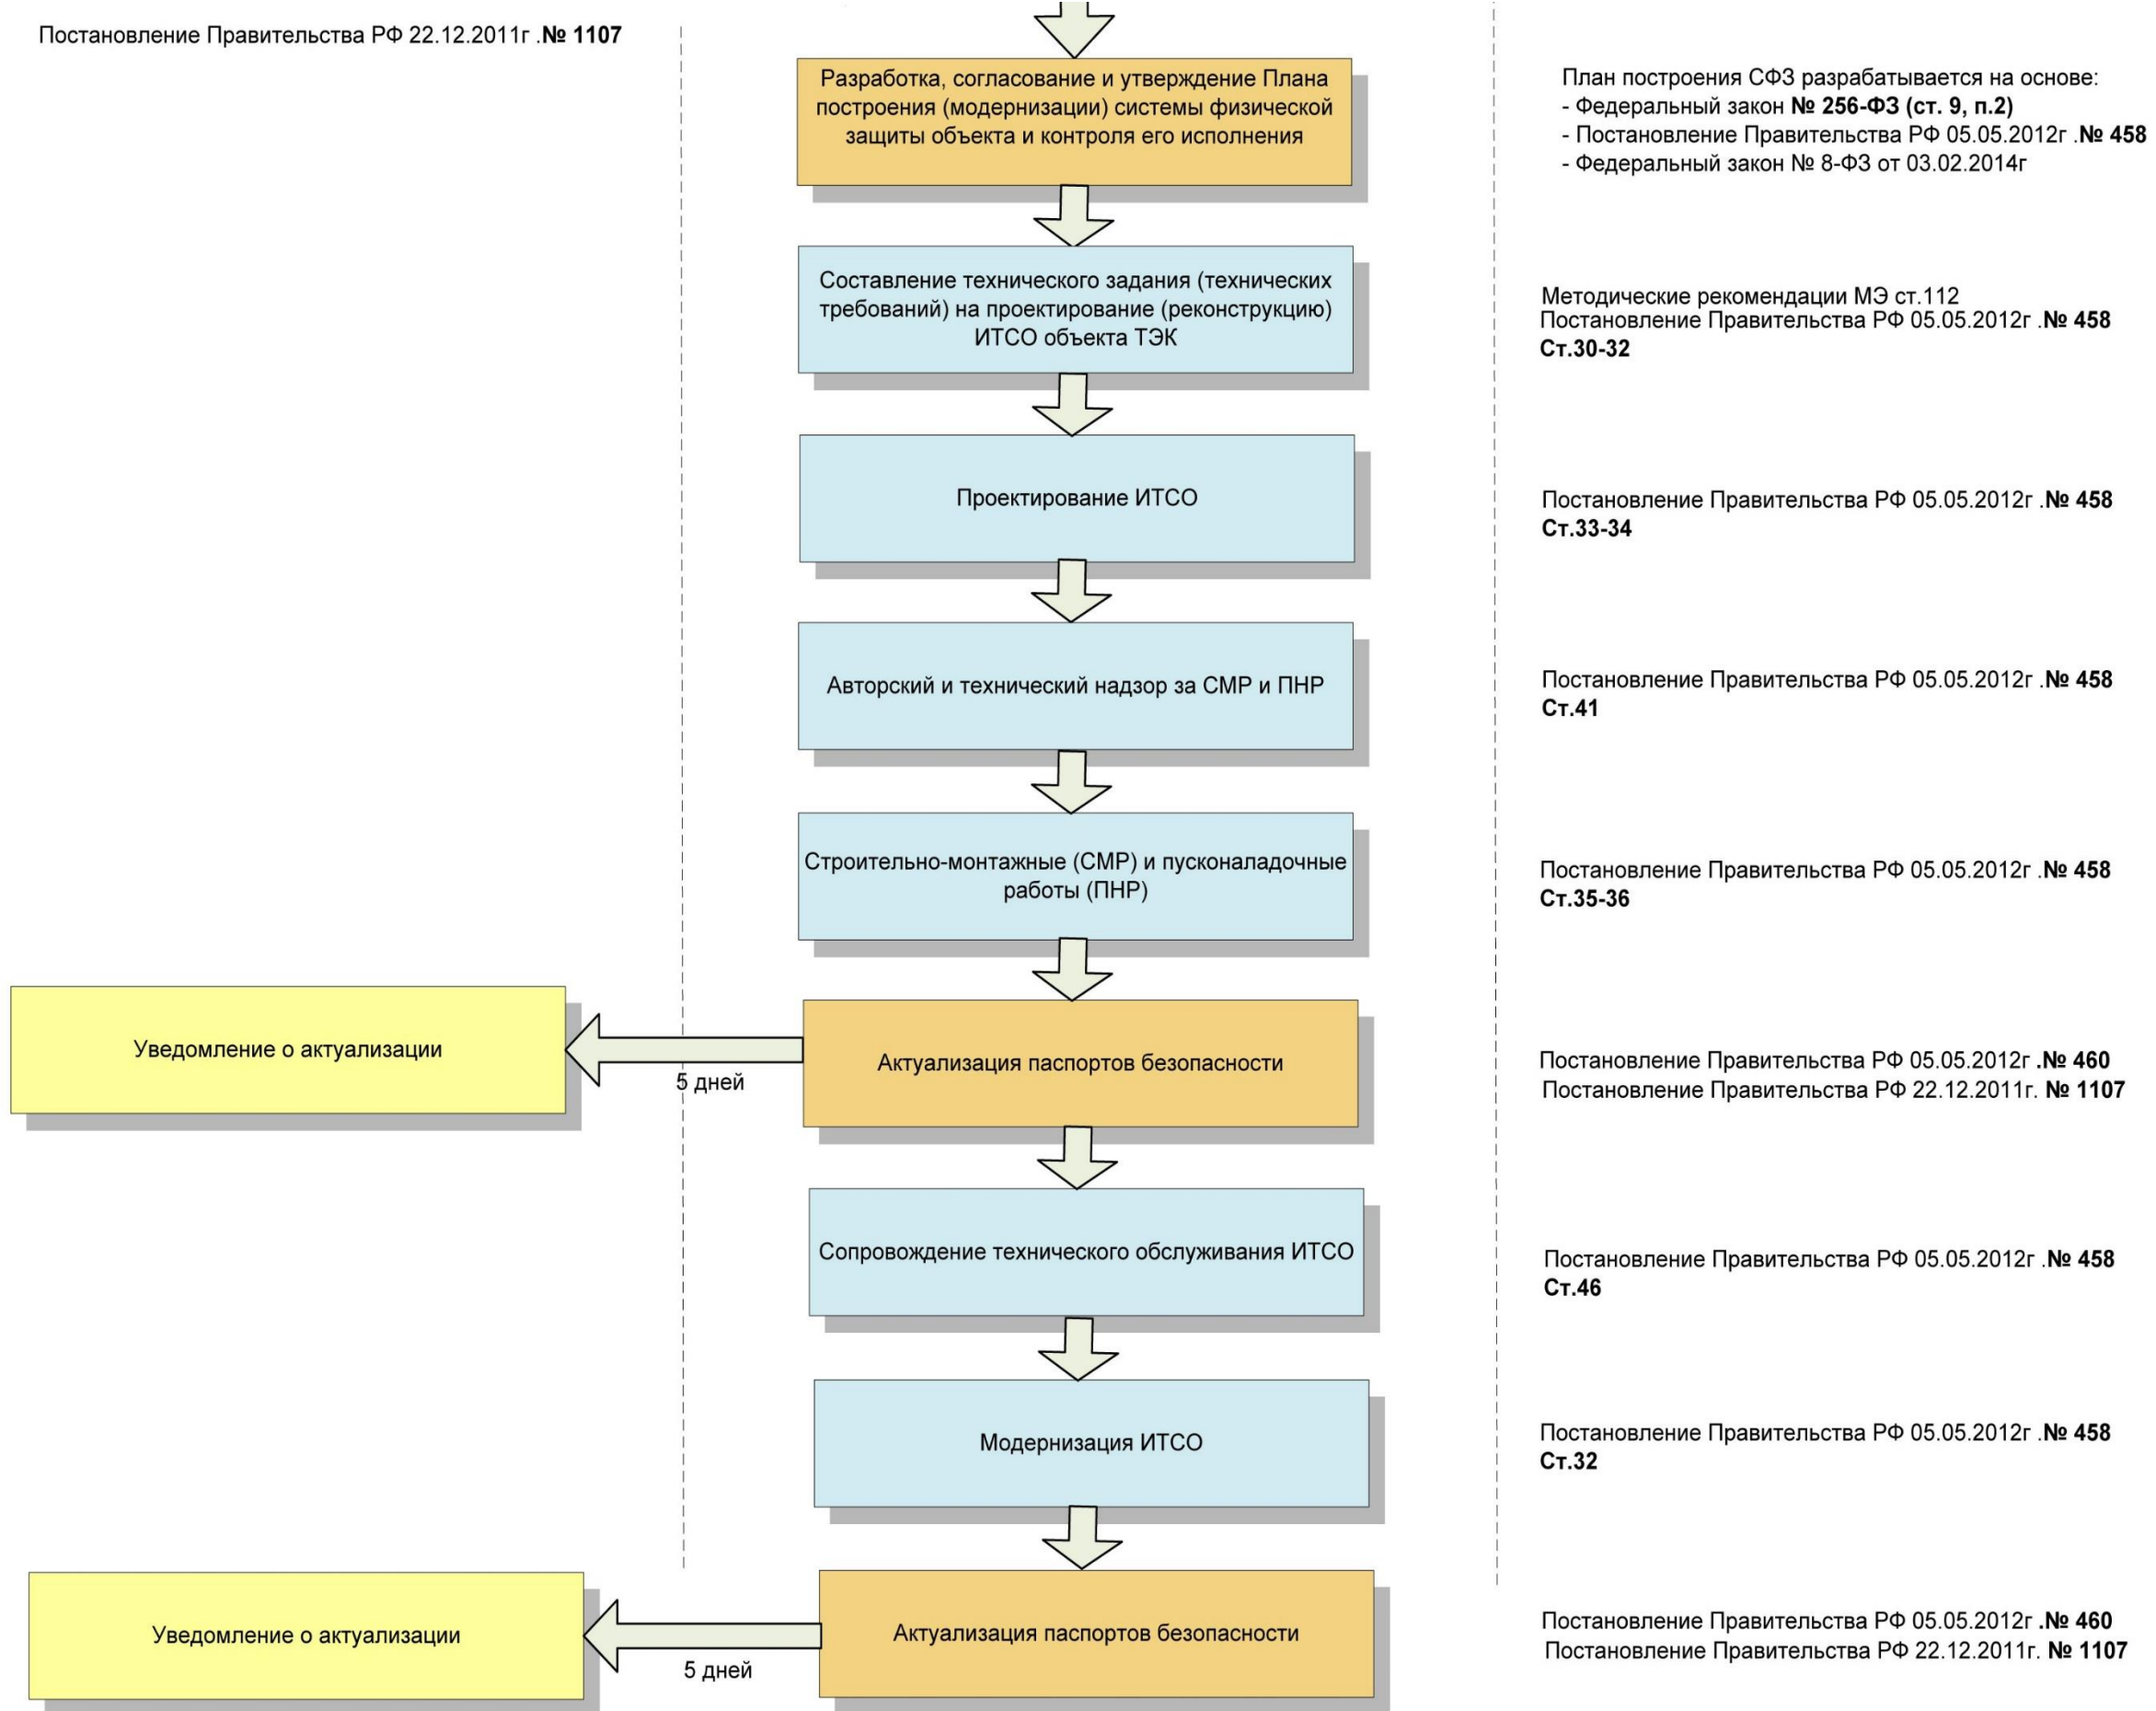 Постановление Правительства РФ 22.12.2011г .№ 1107
Разработка, согласование и утверждение Плана
построения (модернизации) системы физической
защиты объекта и контроля его исполнения
План построения СФЗ разрабатывается на основе:
- Федеральный закон № 256-ФЗ (ст. 9, п.2)
- Постановление Правительства РФ 05.05.2012г .№ 458
- Федеральный закон № 8-ФЗ от 03.02.2014г
Составление технического задания (технических
требований) на проектирование (реконструкцию)
ИТСО объекта ТЭК
Методические рекомендации МЭ ст.112
Постановление Правительства РФ 05.05.2012г .№ 458
Ст.30-32
Проектирование ИТСО
Постановление Правительства РФ 05.05.2012г .№ 458
Ст.33-34
Авторский и технический надзор за СМР и ПНР
Постановление Правительства РФ 05.05.2012г .№ 458
Ст.41
Строительно-монтажные (СМР) и пусконаладочные
работы (ПНР)
Постановление Правительства РФ 05.05.2012г .№ 458
Ст.35-36
Уведомление о актуализации
5 дней
Актуализация паспортов безопасности
Постановление Правительства РФ 05.05.2012г .№ 460
Постановление Правительства РФ 22.12.2011г. № 1107
Сопровождение технического обслуживания ИТСО
Постановление Правительства РФ 05.05.2012г .№ 458
Ст.46
Модернизация ИТСО
Постановление Правительства РФ 05.05.2012г .№ 458
Ст.32
Уведомление о актуализации
5 дней
Актуализация паспортов безопасности
Постановление Правительства РФ 05.05.2012г .№ 460
Постановление Правительства РФ 22.12.2011г. № 1107